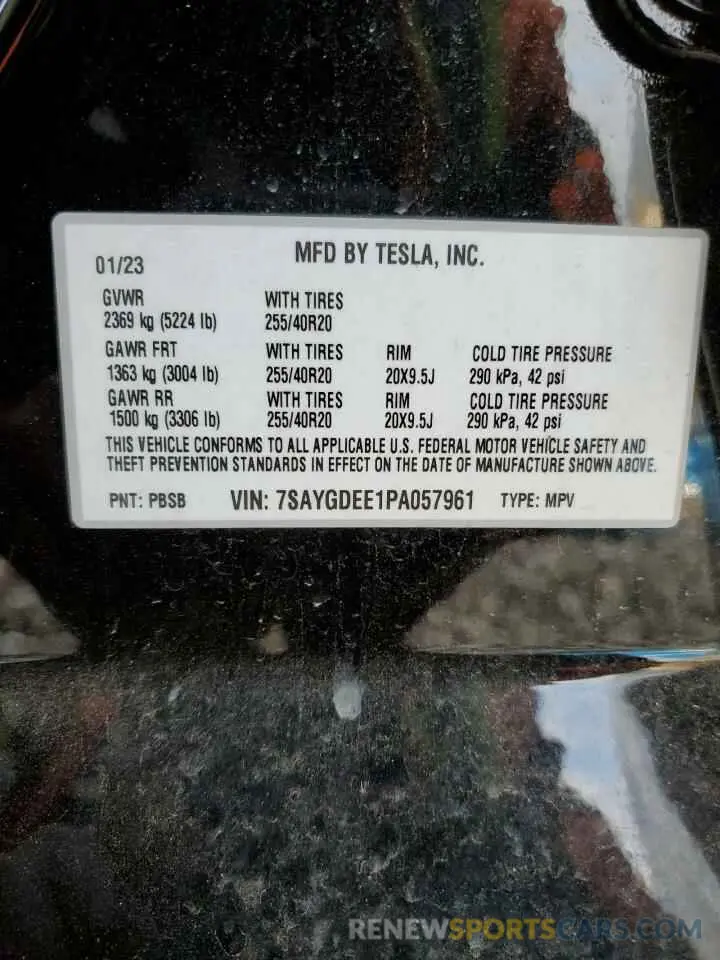 01/23 MFD BY TESLA, INC.
GVWR WITH TIRES
2369 kg (5224 lb) 255/40R20
GAWR FRT WITH TIRES RIM COLD TIRE PRESSURE
1363 kg (3004 lb) 255/40R20 20X9.5J 290 kPa, 42 psi
GAWR RR WITH TIRES RIM COLD TIRE PRESSURE
1500 kg (3306 lb) 255/40R20 20X9.5J 290 kPa, 42 psi
THIS VEHICLE CONFORMS TO ALL APPLICABLE U.S. FEDERAL MOTOR VEHICLE SAFETY AND
THEFT PREVENTION STANDARDS IN EFFECT ON THE DATE OF MANUFACTURE SHOWN ABOVE.
PNT: PBSB VIN: 7SAYGDEE1PA057961 TYPE: MPV
RENEWSPORTSCARS.COM